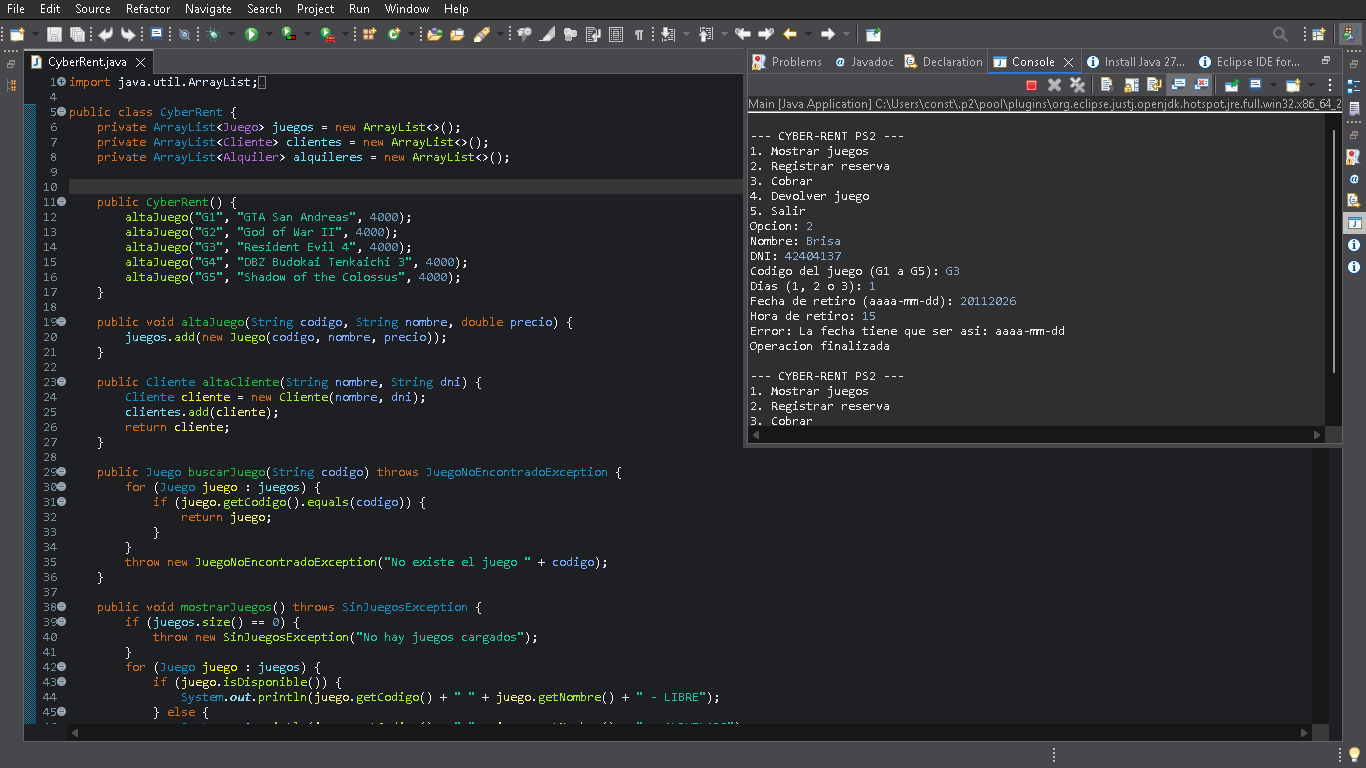 File Edit Source Refactor Navigate Search Project Run Window Help
CyberRent.java
1 import java.util.ArrayList;
4
5 public class CyberRent {
6 private ArrayList<Juego> juegos = new ArrayList<>();
7 private ArrayList<Cliente> clientes = new ArrayList<>();
8 private ArrayList<Alquiler> alquileres = new ArrayList<>();
9
10
11 public CyberRent() {
12 altaJuego("G1", "GTA San Andreas", 4000);
13 altaJuego("G2", "God of War II", 4000);
14 altaJuego("G3", "Resident Evil 4", 4000);
15 altaJuego("G4", "DBZ Budokai Tenkaichi 3", 4000);
16 altaJuego("G5", "Shadow of the Colossus", 4000);
17 }
18
19 public void altaJuego(String codigo, String nombre, double precio) {
20 juegos.add(new Juego(codigo, nombre, precio));
21 }
22
23 public Cliente altaCliente(String nombre, String dni) {
24 Cliente cliente = new Cliente(nombre, dni);
25 clientes.add(cliente);
26 return cliente;
27 }
28
29 public Juego buscarJuego(String codigo) throws JuegoNoEncontradoException {
30 for (Juego juego : juegos) {
31 if (juego.getCodigo().equals(codigo)) {
32 return juego;
33 }
34 }
35 throw new JuegoNoEncontradoException("No existe el juego " + codigo);
36 }
37
38 public void mostrarJuegos() throws SinJuegosException {
39 if (juegos.size() == 0) {
40 throw new SinJuegosException("No hay juegos cargados");
41 }
42 for (Juego juego : juegos) {
43 if (juego.isDisponible()) {
44 System.out.println(juego.getCodigo() + " " + juego.getNombre() + " - LIBRE");
45 } else {
Problems Javadoc Declaration Console Install Java 27... Eclipse IDE for...
Main [Java Application] C:\Users\const\.p2\pool\plugins\org.eclipse.justj.openjdk.hotspot.jre.full.win32.x86_64_2
--- CYBER-RENT PS2 ---
1. Mostrar juegos
2. Registrar reserva
3. Cobrar
4. Devolver juego
5. Salir
Opcion: 2
Nombre: Brisa
DNI: 42404137
Codigo del juego (G1 a G5): G3
Dias (1, 2 o 3): 1
Fecha de retiro (aaaa-mm-dd): 20112026
Hora de retiro: 15
Error: La fecha tiene que ser asi: aaaa-mm-dd
Operacion finalizada
--- CYBER-RENT PS2 ---
1. Mostrar juegos
2. Registrar reserva
3. Cobrar